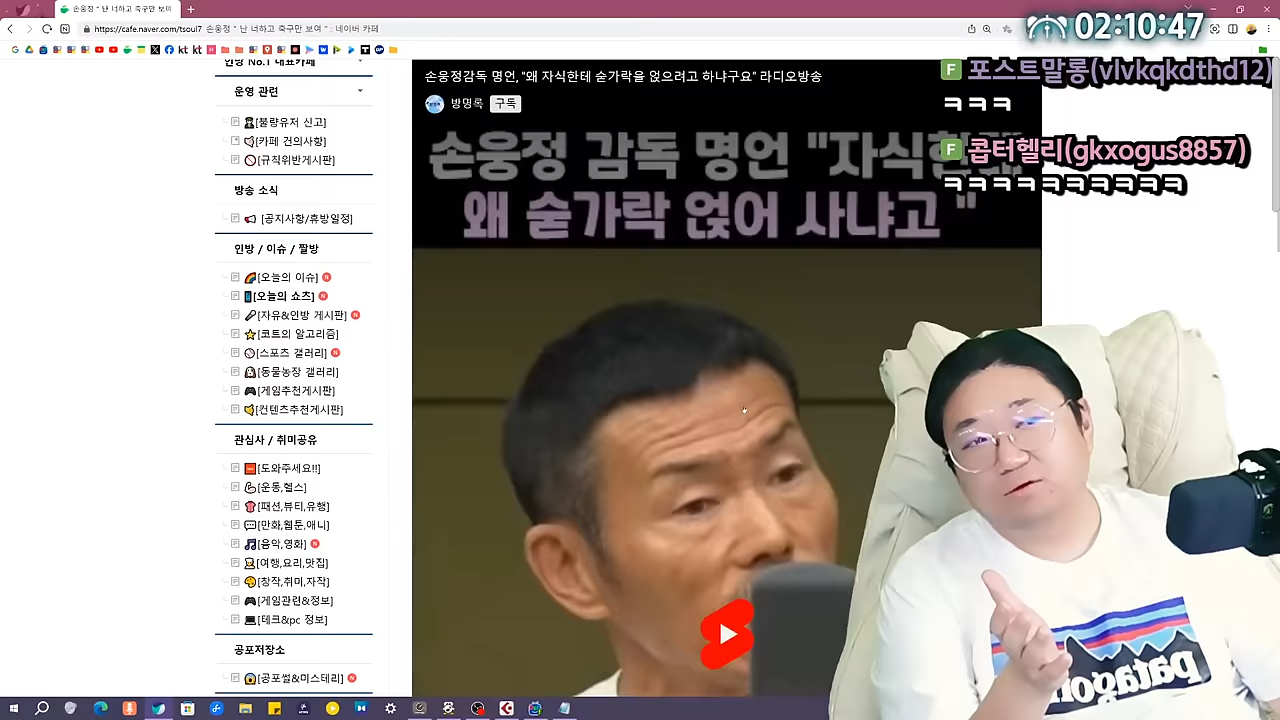 손웅정 " 난 너하고 축구만 보여
https://cafe.naver.com/tsoul7 손웅정 " 난 너하고 축구만 보여 " : 네이버 카페
02:10:47
인방 No.1 대표카페
운영 관련
[불량유저 신고]
[카페 건의사항]
[규칙위반게시판]
방송 소식
[공지사항/휴방일정]
인방 / 이슈 / 짤방
[오늘의 이슈] N
[오늘의 쇼츠] N
[자유&인방 게시판] N
[코트의 알고리즘]
[스포츠 갤러리] N
[동물농장 갤러리]
[게임추천게시판]
[컨텐츠추천게시판]
관심사 / 취미공유
[도와주세요!!]
[운동,헬스]
[패션,뷰티,유행]
[만화,웹툰,애니]
[음악,영화] N
[여행,요리,맛집]
[창작,취미,자작]
[게임관련&정보]
[테크&pc 정보]
공포저장소
[공포썰&미스테리] N
손웅정감독 명언, "왜 자식한테 숟가락을 얹으려고 하냐구요" 라디오방송
방명록 구독
손웅정 감독 명언 "자식한테
왜 숟가락 얹어 사냐고 "
F 포스트말롱(vlvkqkdthd12)
ㅋㅋㅋ
F 콥터헬리(gkxogus8857)
ㅋㅋㅋㅋㅋㅋㅋㅋㅋㅋ
patagonia